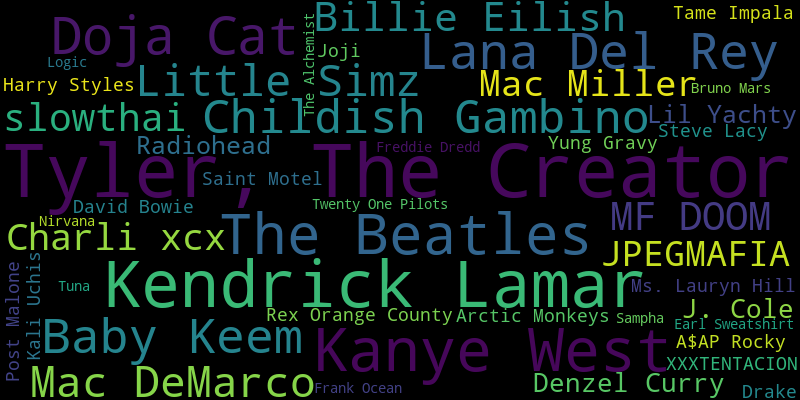 Billie Eilish
Tame Impala
Doja Cat
The Alchemist
Joji
Lana Del Rey
Logic
Harry Styles
Little Simz
Mac Miller
Bruno Mars
slowthai
Childish Gambino
Lil Yachty
Steve Lacy
Radiohead
Freddie Dredd
Yung Gravy
Tyler, The Creator
Saint Motel
David Bowie
Twenty One Pilots
Nirvana
The Beatles
MF DOOM
Charli xcx
JPEGMAFIA
Post Malone
Kali Uchis
Tuna
Kendrick Lamar
Ms. Lauryn Hill
Rex Orange County
Arctic Monkeys
Sampha
J. Cole
Earl Sweatshirt
Baby Keem
Kanye West
A$AP Rocky
XXXTENTACION
Mac DeMarco
Frank Ocean
Denzel Curry
Drake